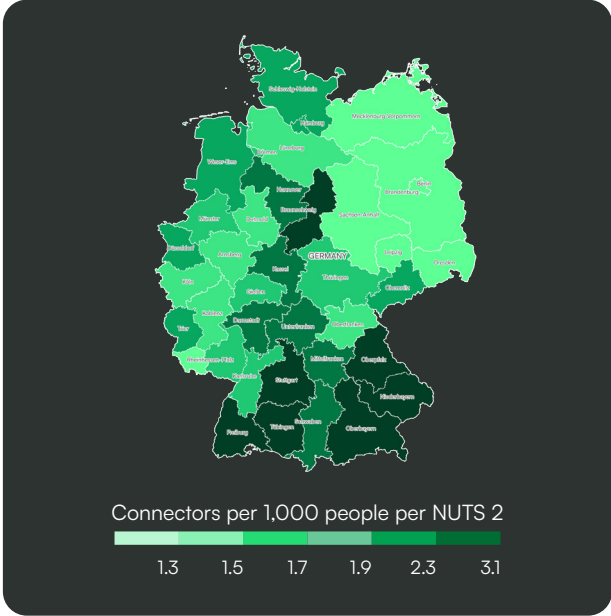 Schleswig-Holstein
Hamburg
Mecklenburg-Vorpommern
Bremen
Lüneburg
Weser-Ems
Hannover
Berlin
Brandenburg
Braunschweig
Sachsen-Anhalt
Münster
Detmold
Düsseldorf
Arnsberg
GERMANY
Leipzig
Dresden
Kassel
Thüringen
Köln
Gießen
Chemnitz
Koblenz
Trier
Darmstadt
Unterfranken
Oberfranken
Rheinhessen-Pfalz
Mittelfranken
Oberpfalz
Karlsruhe
Stuttgart
Niederbayern
Freiburg
Tübingen
Schwaben
Oberbayern
Connectors per 1,000 people per NUTS 2
1.3 1.5 1.7 1.9 2.3 3.1